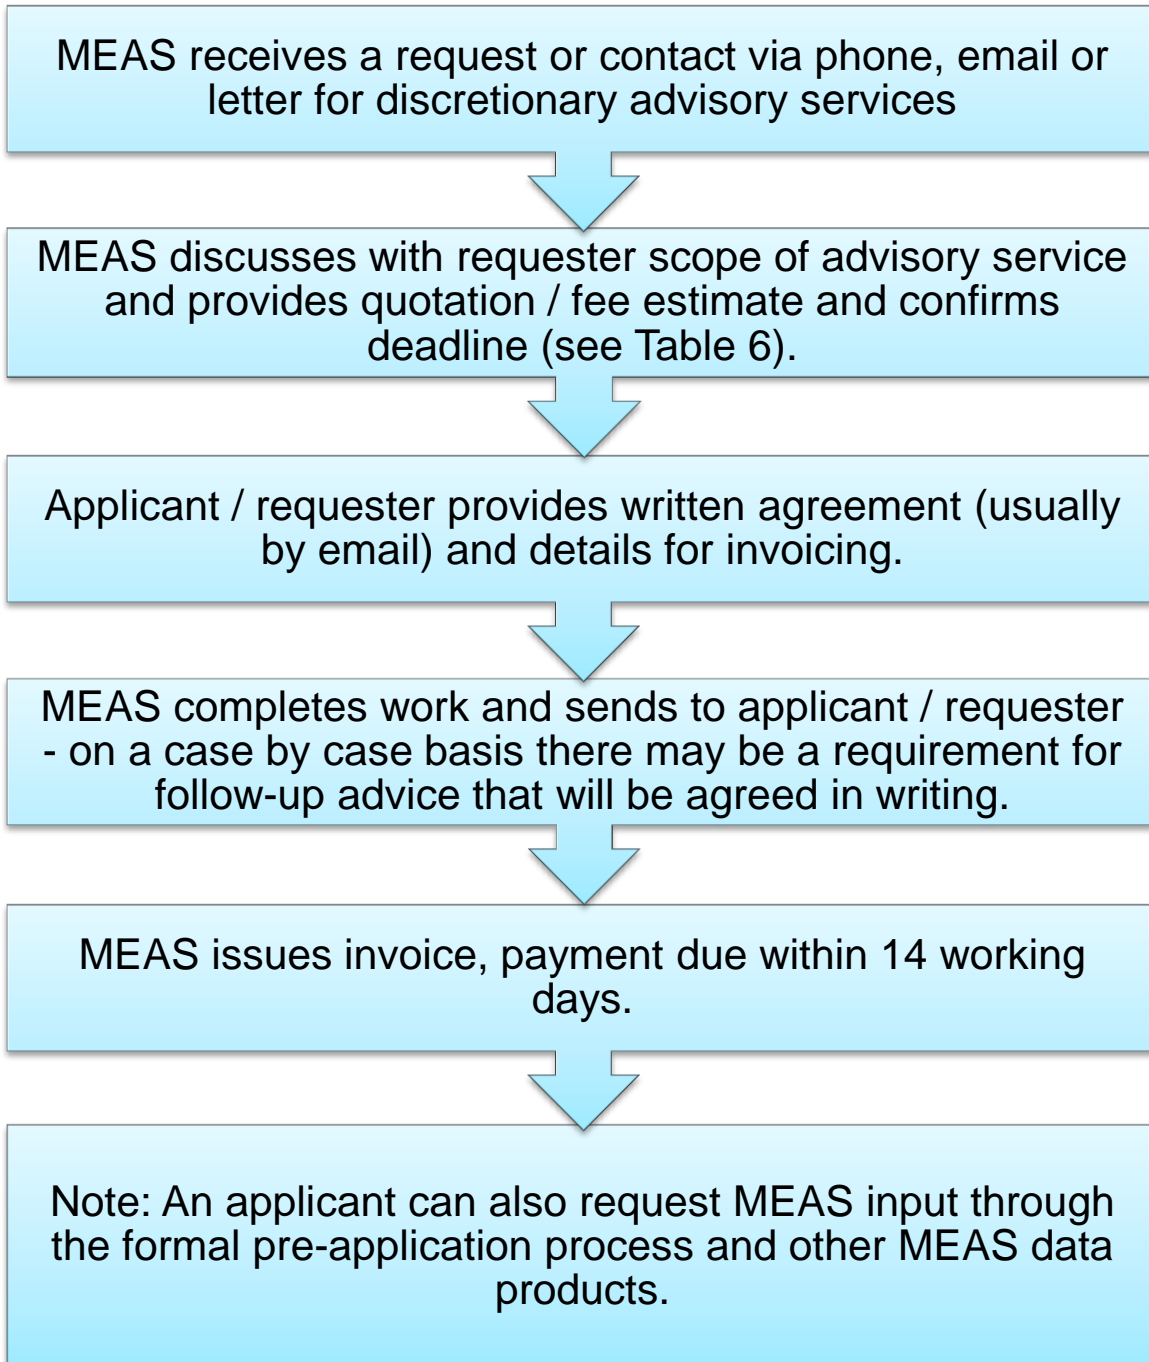 MEAS receives a request or contact via phone, email or
letter for discretionary advisory services
MEAS discusses with requester scope of advisory service
and provides quotation / fee estimate and confirms
deadline (see Table 6).
Applicant / requester provides written agreement (usually
by email) and details for invoicing.
MEAS completes work and sends to applicant / requester
- on a case by case basis there may be a requirement for
follow-up advice that will be agreed in writing.
MEAS issues invoice, payment due within 14 working
days.
Note: An applicant can also request MEAS input through
the formal pre-application process and other MEAS data
products.